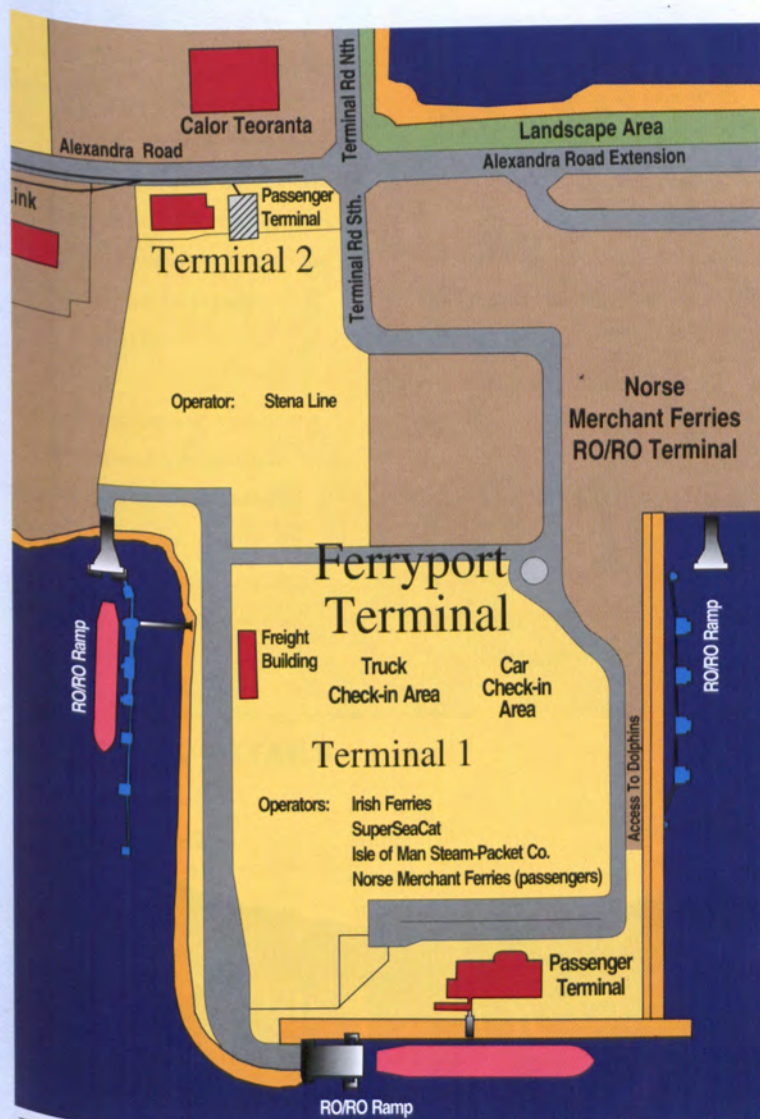 Terminal Rd Nth
Calor Teoranta
Landscape Area
Alexandra Road
Alexandra Road Extension
Passenger
Terminal
Terminal Rd Sth.
Terminal 2
Operator: Stena Line
Norse
Merchant Ferries
RO/RO Terminal
Ferryport
Terminal
Freight
Building
Truck
Check-in Area
Car
Check-in
Area
RO/RO Ramp
RO/RO Ramp
Terminal 1
Access To Dolphins
Operators: Irish Ferries
SuperSeaCat
Isle of Man Steam-Packet Co.
Norse Merchant Ferries (passengers)
Passenger
Terminal
RO/RO Ramp